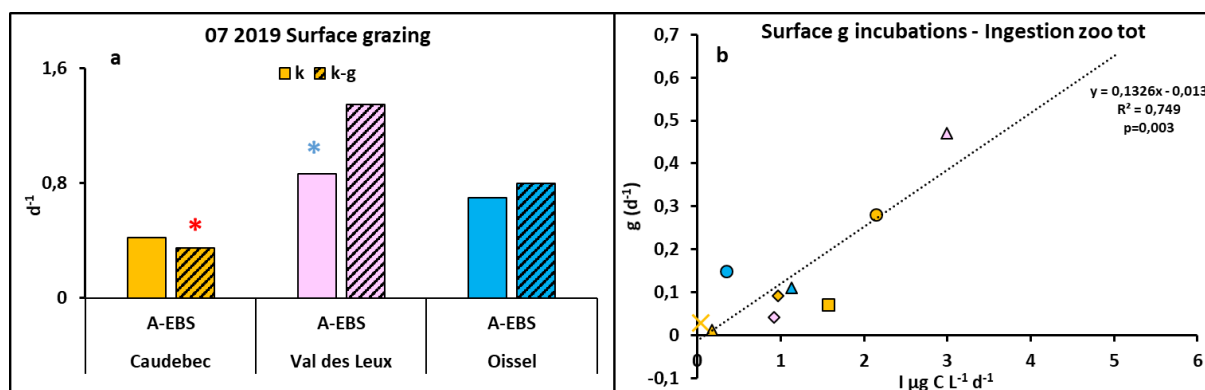 07 2019 Surface grazing
a
k k-g
1,6
0,8
0
d-1
*
*
A-EBS A-EBS A-EBS
Caudebec Val des Leux Oissel
Surface g incubations - Ingestion zoo tot
b
0,7
0,6
0,5
0,4
0,3
0,2
0,1
0
-0,1
g (d-1)
y = 0,1326x - 0,013
R² = 0,749
p=0,003
0 1 2 3 4 5 6
I µg C L-1 d-1